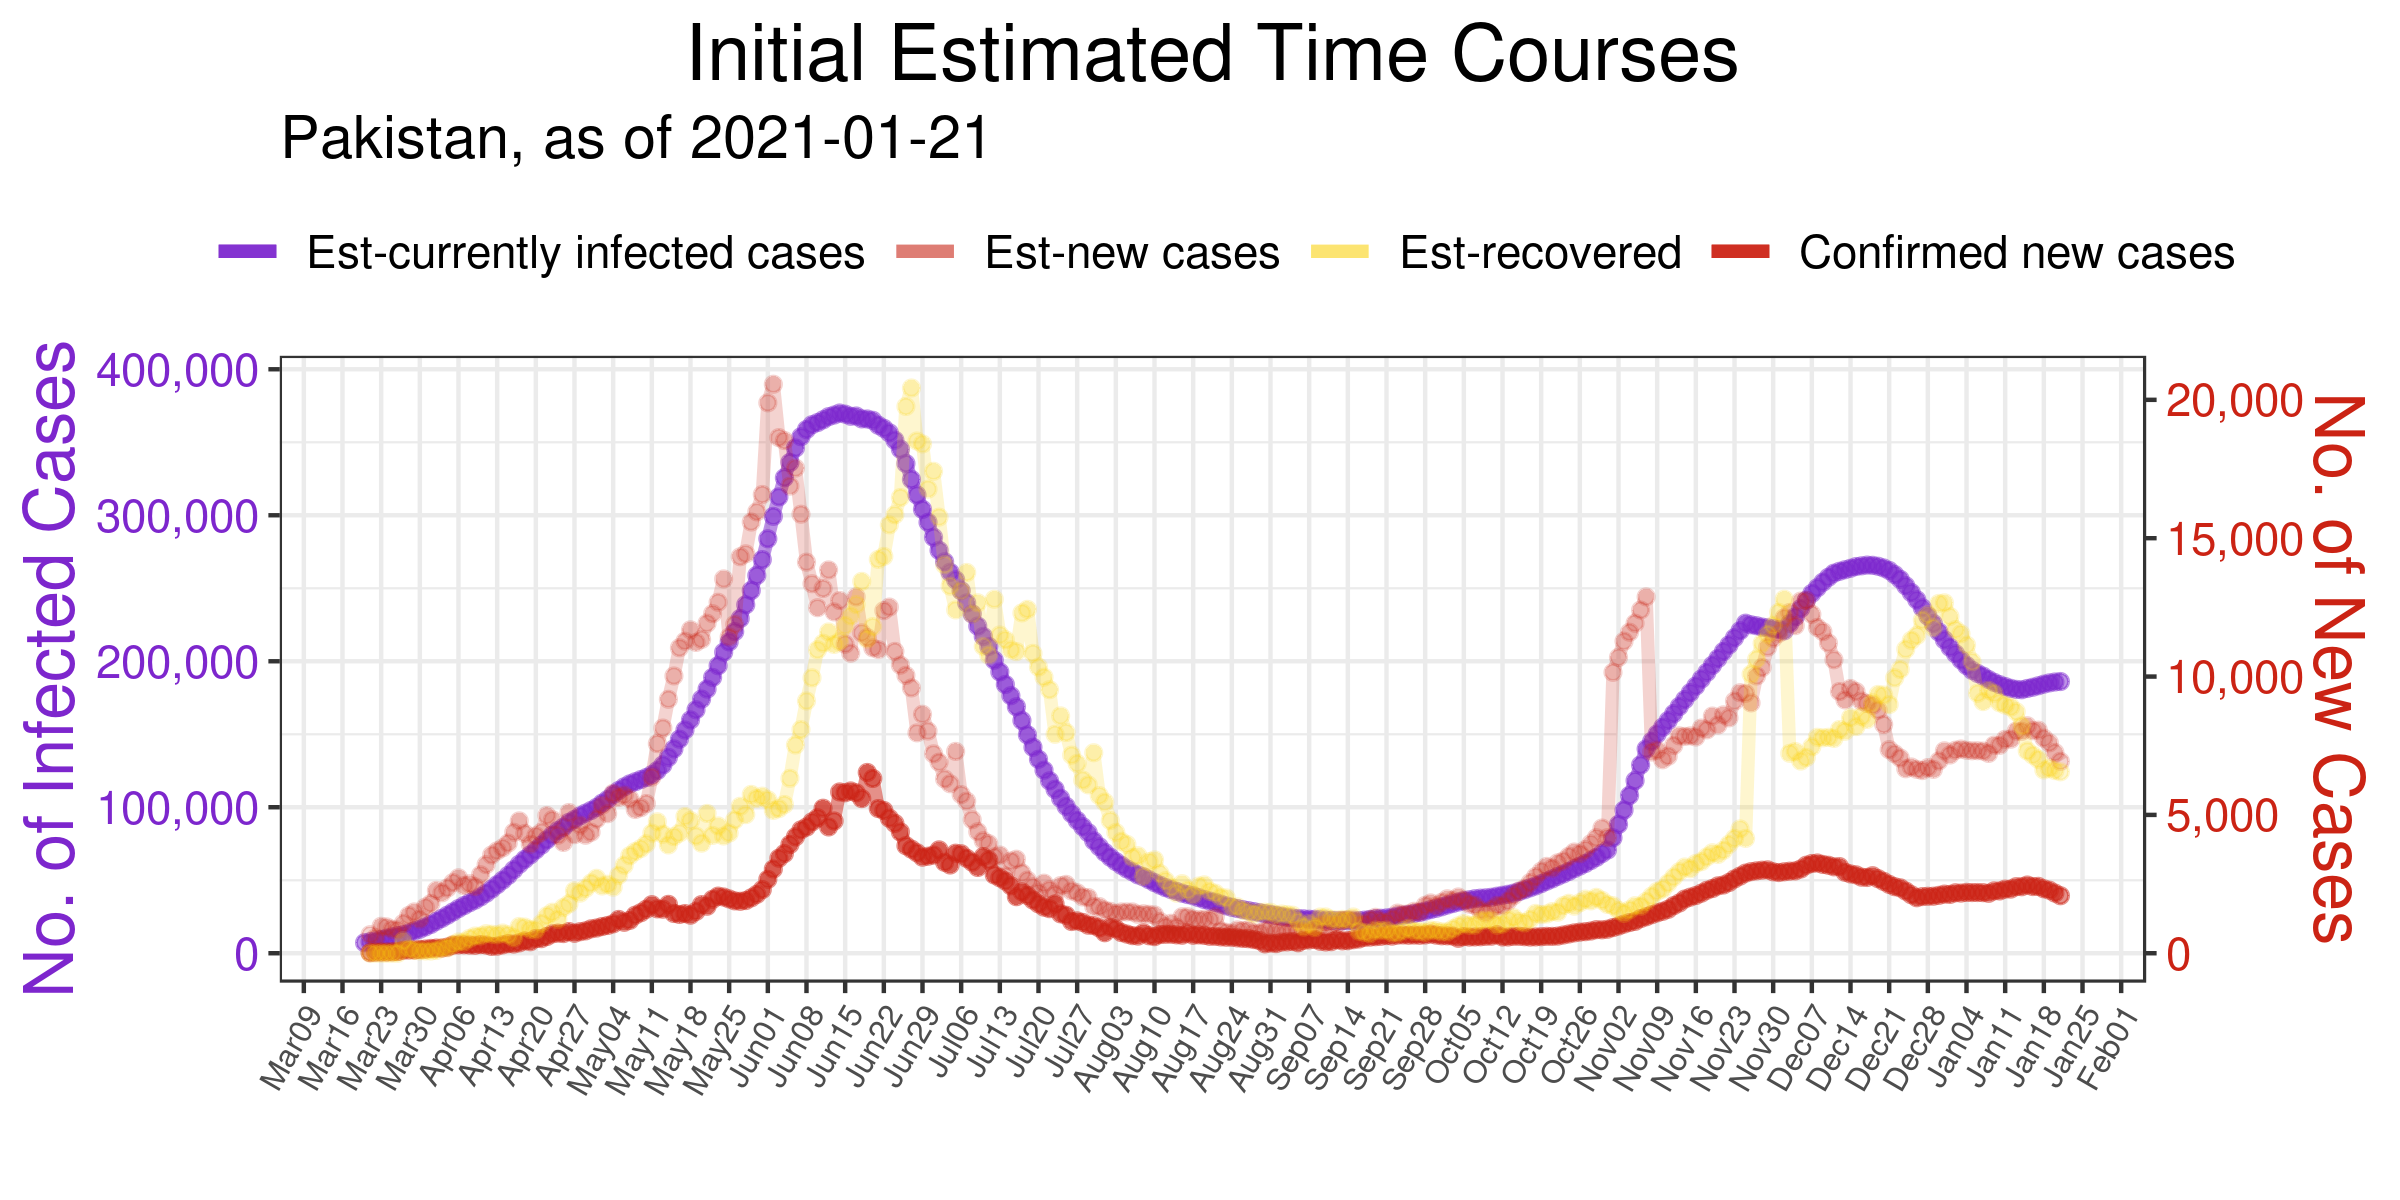 Initial Estimated Time Courses
Pakistan, as of 2021-01-21
Est-currently infected cases Est-new cases Est-recovered Confirmed new cases
No. of Infected Cases
400,000
300,000
200,000
100,000
0
20,000
15,000
10,000
5,000
0
No. of New Cases
Mar09 Mar16 Mar23 Mar30 Apr06 Apr13 Apr20 Apr27 May04 May11 May18 May25 Jun01 Jun08 Jun15 Jun22 Jun29 Jul06 Jul13 Jul20 Jul27 Aug03 Aug10 Aug17 Aug24 Aug31 Sep07 Sep14 Sep21 Sep28 Oct05 Oct12 Oct19 Oct26 Nov02 Nov09 Nov16 Nov23 Nov30 Dec07 Dec14 Dec21 Dec28 Jan04 Jan11 Jan18 Jan25 Feb01